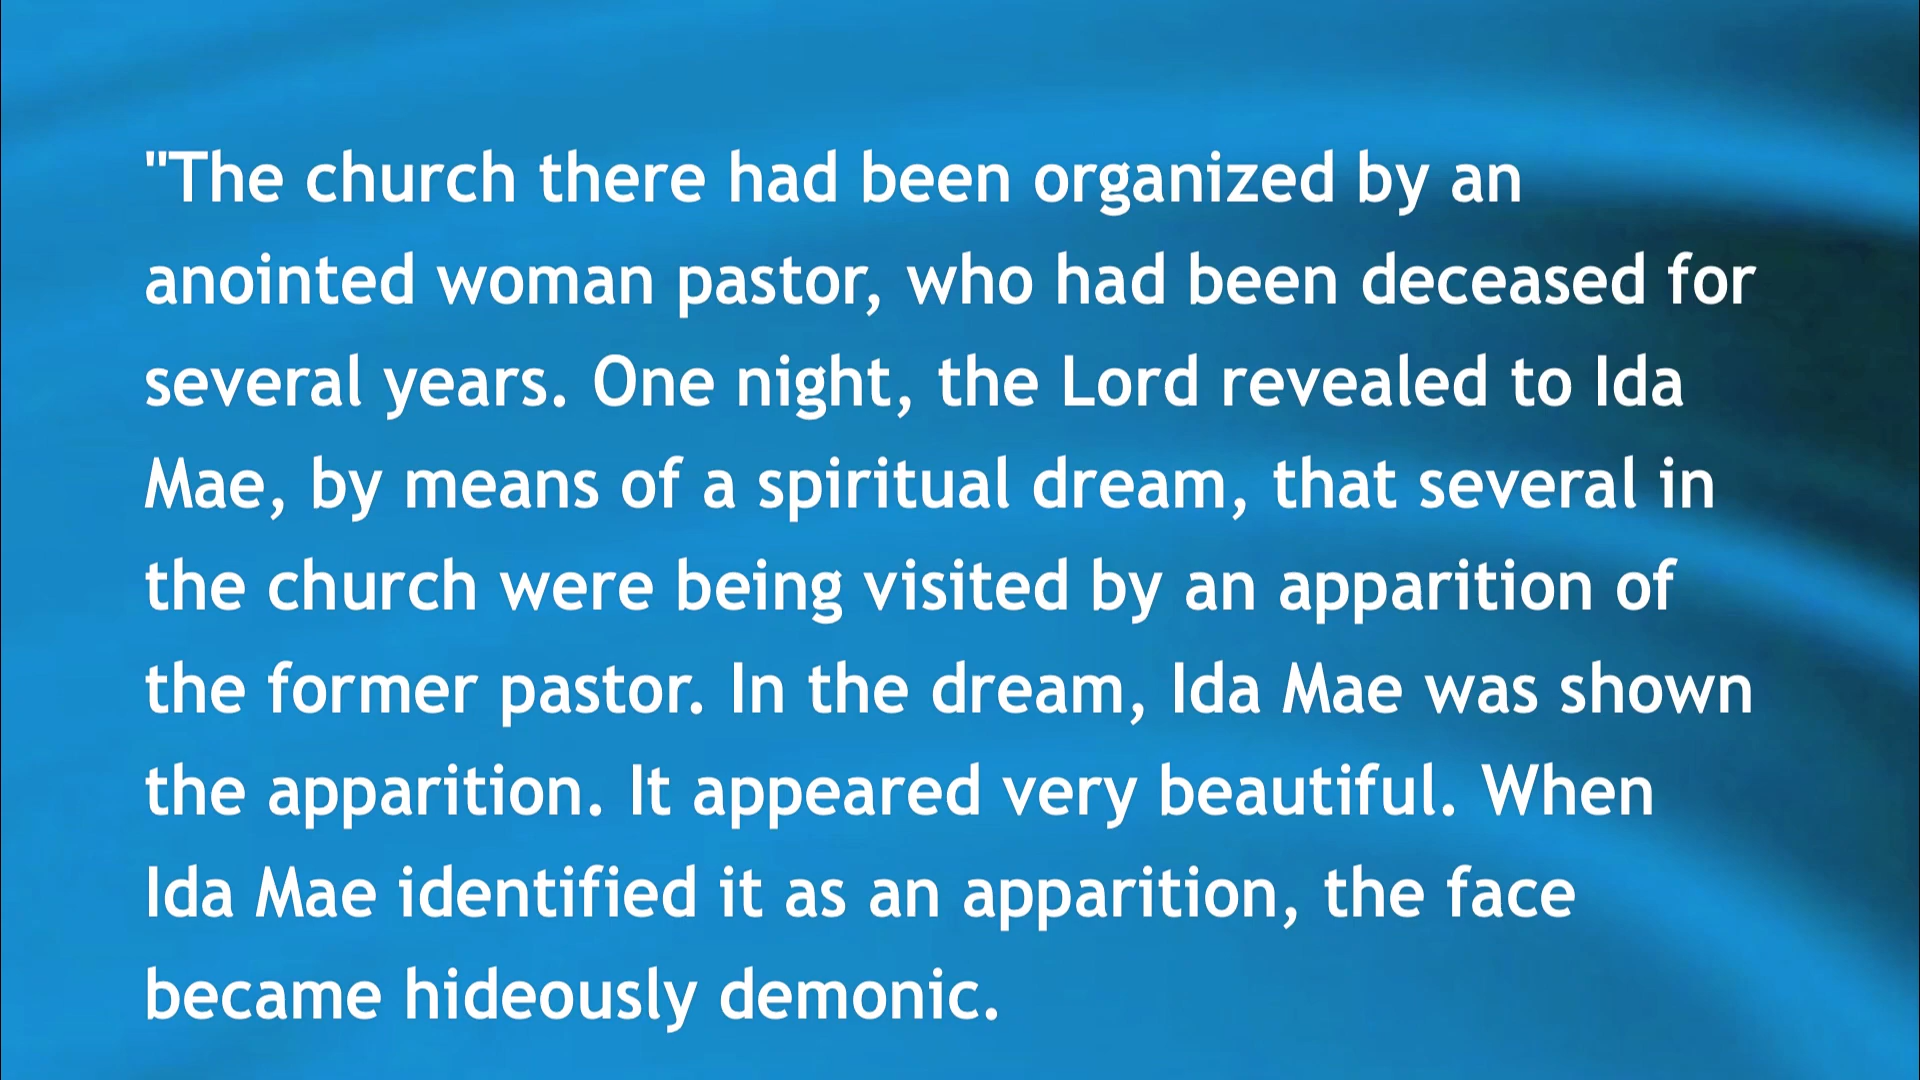 "The church there had been organized by an
anointed woman pastor, who had been deceased for
several years. One night, the Lord revealed to Ida
Mae, by means of a spiritual dream, that several in
the church were being visited by an apparition of
the former pastor. In the dream, Ida Mae was shown
the apparition. It appeared very beautiful. When
Ida Mae identified it as an apparition, the face
became hideously demonic.